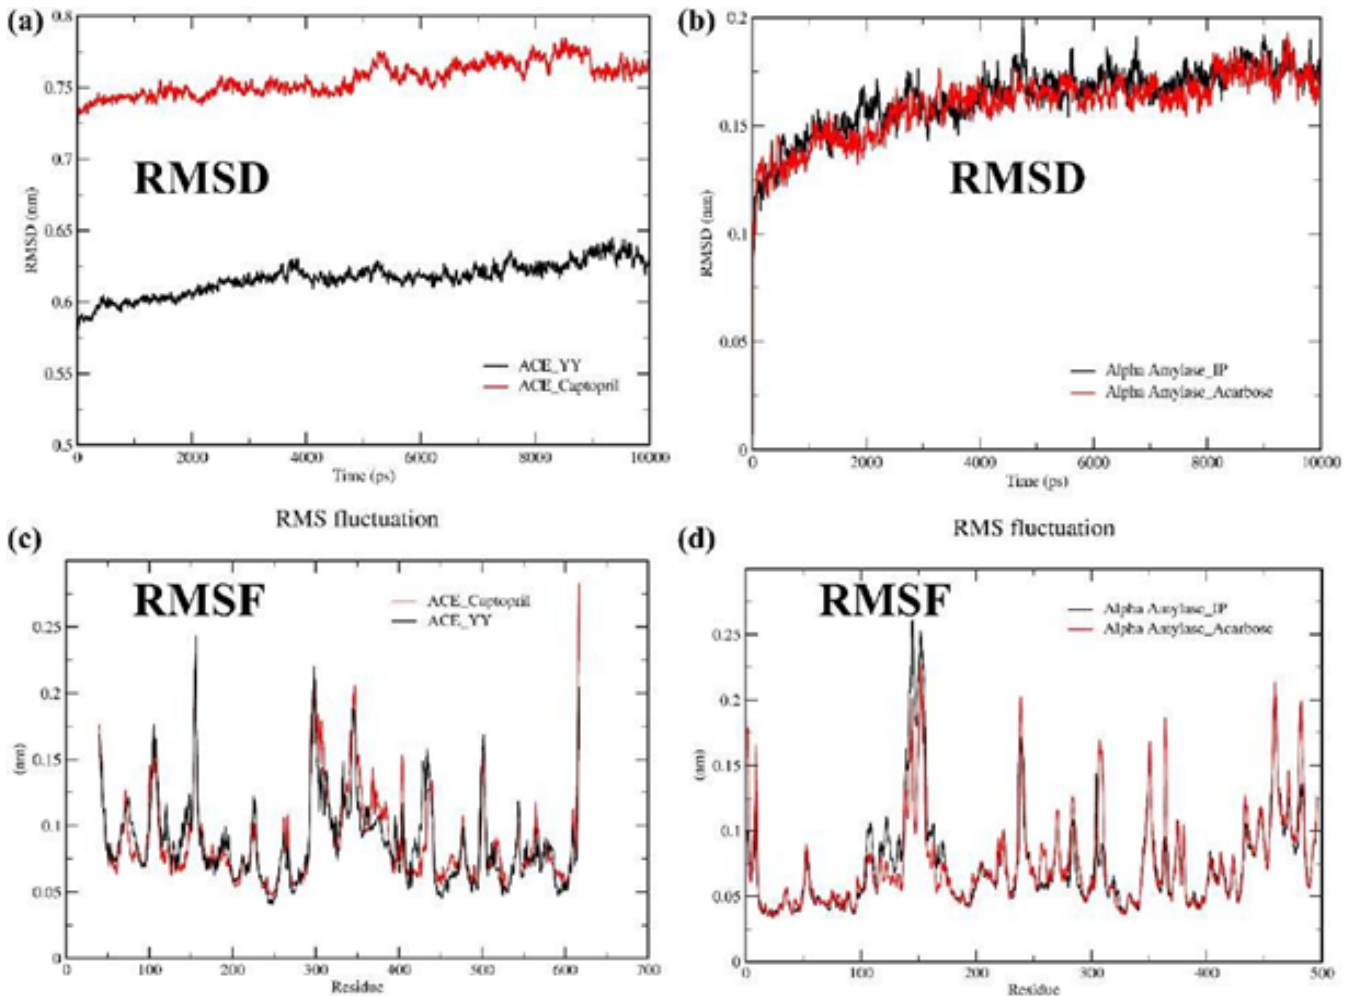 (a)
0.8
0.75
0.7
0.65
0.6
0.55
0.5
RMSD (nm)
RMSD
ACE_YY
ACE_Captopril
0 2000 4000 6000 8000 10000
Time (ps)
(b)
0.2
0.15
0.1
0.05
0
RMSD (nm)
RMSD
Alpha Amylase_IP
Alpha Amylase_Acarbose
0 2000 4000 6000 8000 10000
Time (ps)
(c)
RMS fluctuation
RMSF
ACE_Captopril
ACE_YY
0.25
0.2
0.15
0.1
0.05
0
(nm)
0 100 200 300 400 500 600 700
Residue
(d)
RMS fluctuation
RMSF
Alpha Amylase_IP
Alpha Amylase_Acarbose
0.25
0.2
0.15
0.1
0.05
0
(nm)
0 100 200 300 400 500
Residue